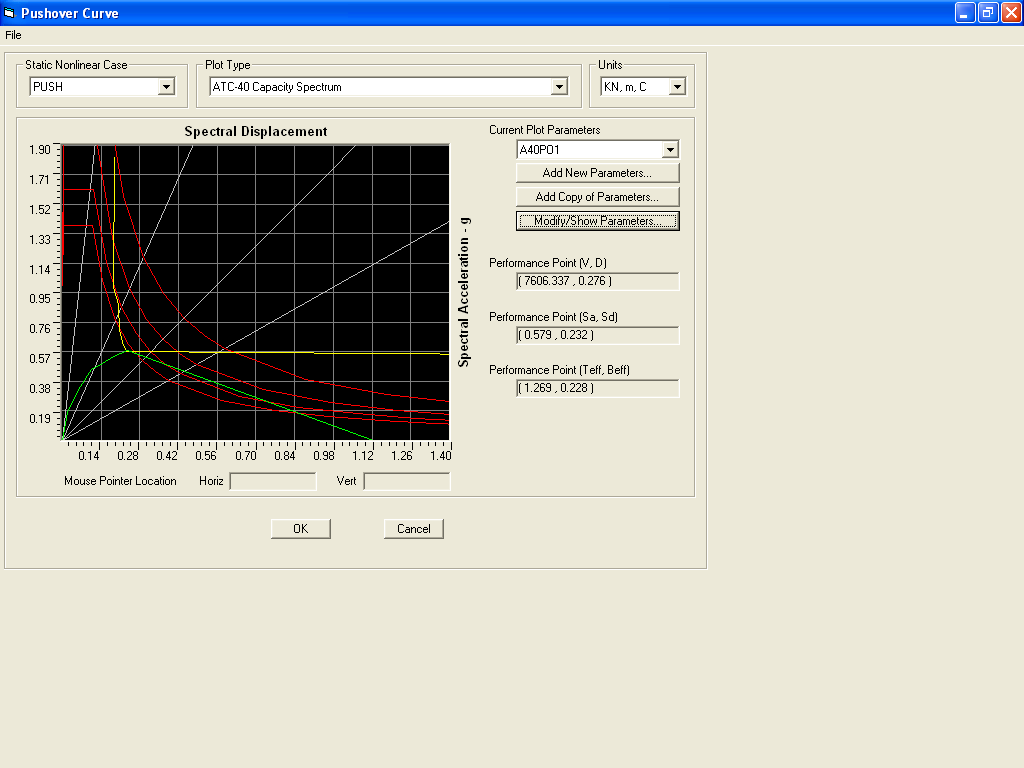 Pushover Curve
File
Static Nonlinear Case
Plot Type
Units
PUSH
ATC-40 Capacity Spectrum
KN, m, C
Spectral Displacement
Current Plot Parameters
A40PO1
Add New Parameters...
Add Copy of Parameters...
Modify/Show Parameters...
1.90
1.71
1.52
1.33
1.14
0.95
0.76
0.57
0.38
0.19
Spectral Acceleration - g
Performance Point (V, D)
( 7606.337 , 0.276 )
Performance Point (Sa, Sd)
( 0.579 , 0.232 )
Performance Point (Teff, Beff)
( 1.269 , 0.228 )
0.14 0.28 0.42 0.56 0.70 0.84 0.98 1.12 1.26 1.40
Mouse Pointer Location Horiz Vert
OK Cancel